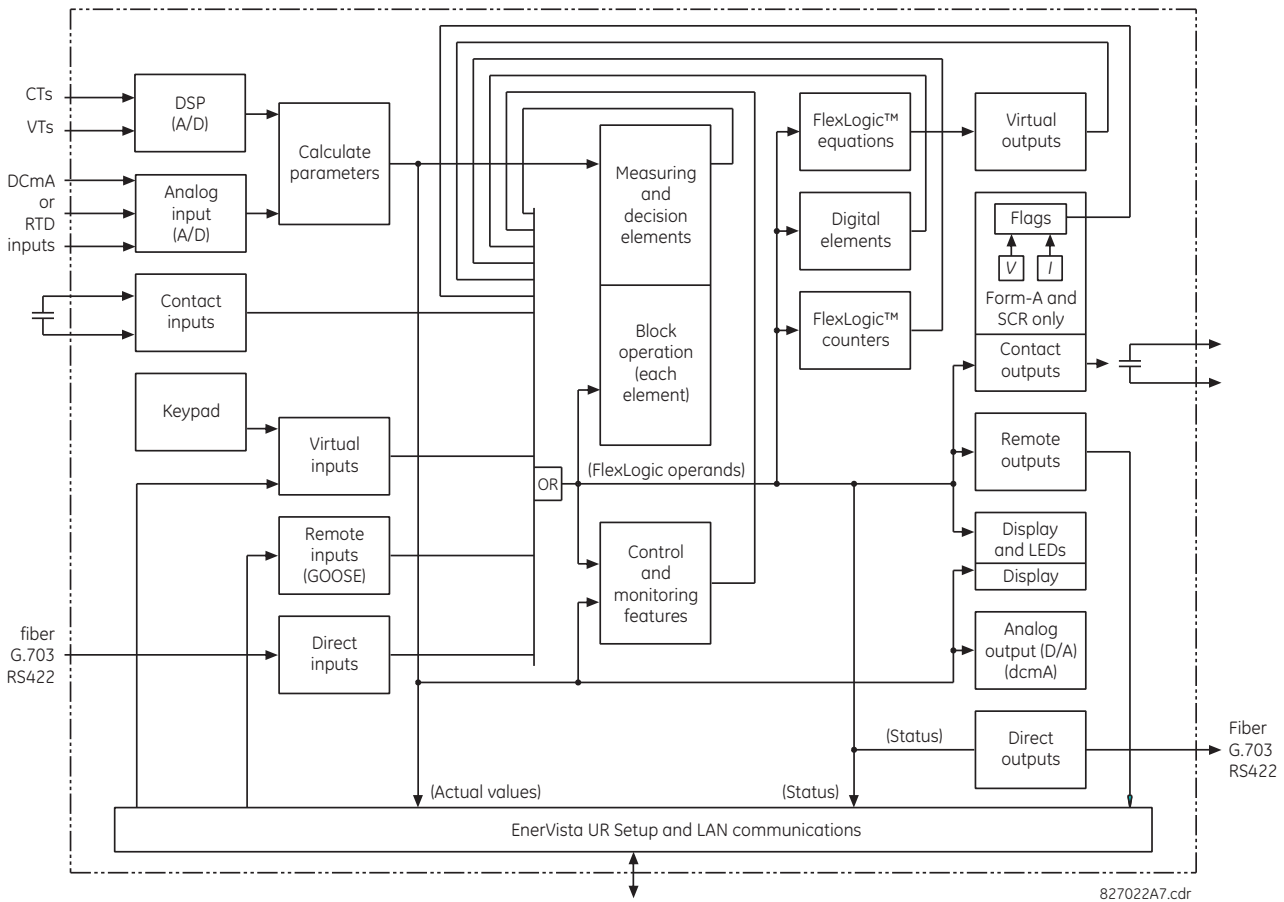 CTs
VTs
DSP
(A/D)
Calculate
parameters
DCmA
or
RTD
inputs
Analog
input
(A/D)
Contact
inputs
Keypad
Virtual
inputs
Remote
inputs
(GOOSE)
fiber
G.703
RS422
Direct
inputs
OR
(FlexLogic operands)
Measuring
and
decision
elements
Block
operation
(each
element)
Control
and
monitoring
features
FlexLogic™
equations
Digital
elements
FlexLogic™
counters
Virtual
outputs
Flags
V
I
Form-A and
SCR only
Contact
outputs
Remote
outputs
Display
and LEDs
Display
Analog
output (D/A)
(dcmA)
(Status)
Direct
outputs
Fiber
G.703
RS422
(Actual values)
(Status)
EnerVista UR Setup and LAN communications
827022A7.cdr